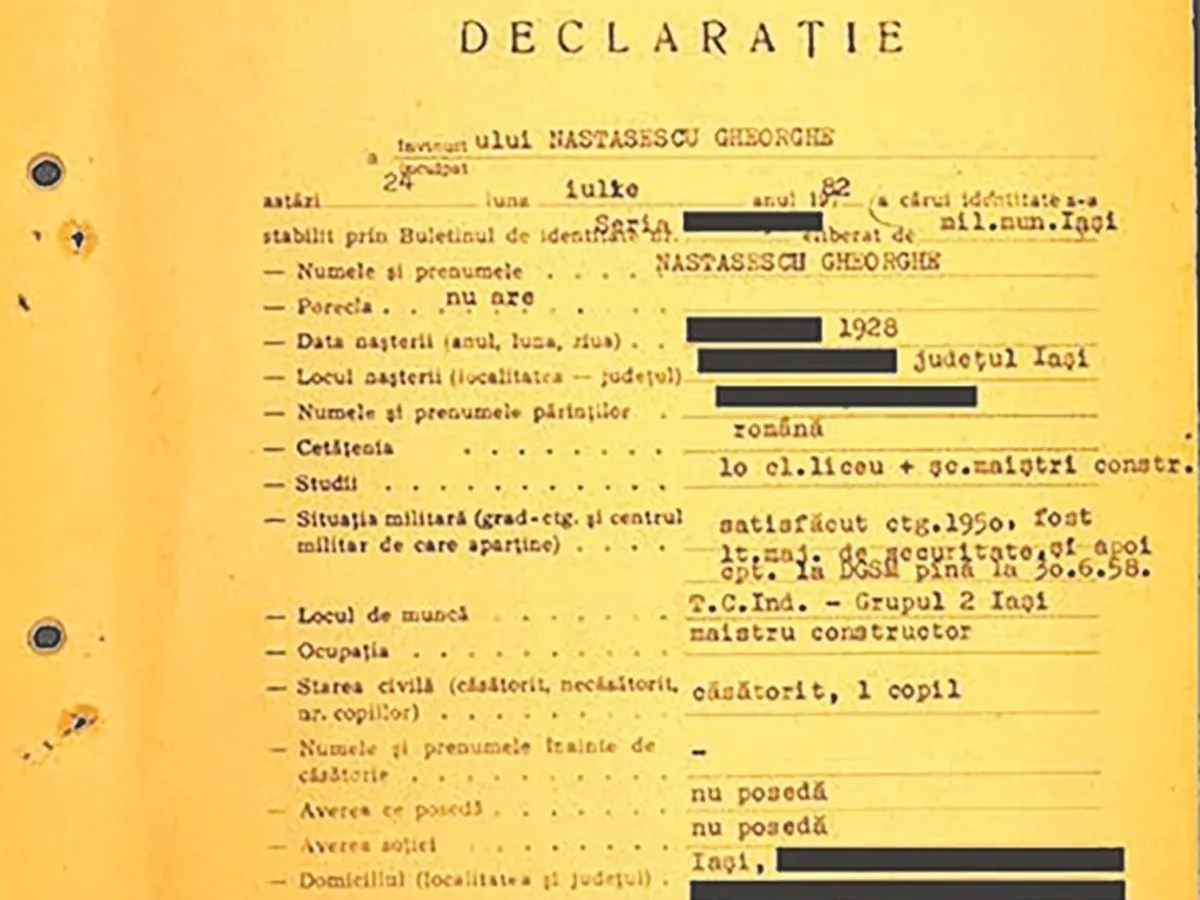 DECLARAȚIE
a învinuit ului NASTASESCU GHEORGHE
inculpat
astăzi 24 luna iulie anul 1982 (a cărui identitate s-a
stabilit prin Buletinul de identitate nr. Seria eliberat de mil.mun.Iași
— Numele și prenumele . . . . NASTASESCU GHEORGHE
— Porecla . . nu are
— Data nașterii (anul, luna, ziua) . . 1928
— Locul nașterii (localitatea — județul) județul Iași
— Numele și prenumele părinților .
— Cetățenia . . . . . . . română
— Studii . . . . . . . . . . . lo cl.liceu + șc.maiștri constr.
— Situația militară (grad-ctg. și centrul satisfăcut ctg.195o, fost
militar de care aparține) . . . . lt.maj. de securitate,și apoi
cpt. la DGSM pînă la 3o.6.58.
— Locul de muncă . . . . . . . T.C.Ind. - Grupul 2 Iași
— Ocupația . . . . . . . . . . maistru constructor
— Starea civilă (căsătorit, necăsătorit, căsătorit, 1 copil
nr. copiilor) . . . . . . . . .
— Numele și prenumele înainte de -
căsătorie . . . . . . . . . .
— Averea ce posedă . . . . . . . nu posedă
— Averea soției . . . . . . . . nu posedă
— Domiciliul (localitatea și județul) . Iași,